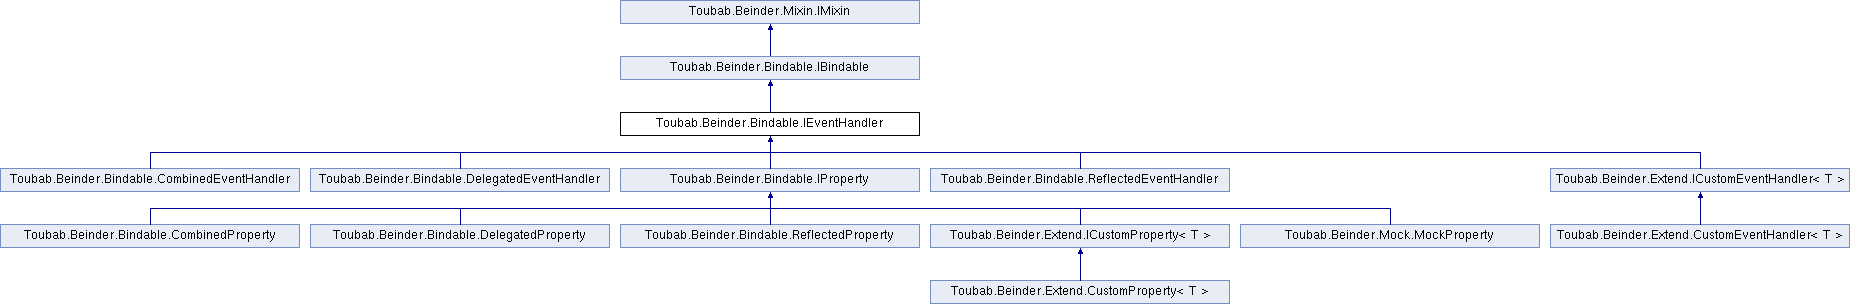 Toubab.Beinder.Mixin.IMixin
Toubab.Beinder.Bindable.IBindable
Toubab.Beinder.Bindable.IEventHandler
Toubab.Beinder.Bindable.CombinedEventHandler
Toubab.Beinder.Bindable.DelegatedEventHandler
Toubab.Beinder.Bindable.IProperty
Toubab.Beinder.Bindable.ReflectedEventHandler
Toubab.Beinder.Extend.ICustomEventHandler< T >
Toubab.Beinder.Bindable.CombinedProperty
Toubab.Beinder.Bindable.DelegatedProperty
Toubab.Beinder.Bindable.ReflectedProperty
Toubab.Beinder.Extend.ICustomProperty< T >
Toubab.Beinder.Mock.MockProperty
Toubab.Beinder.Extend.CustomEventHandler< T >
Toubab.Beinder.Extend.CustomProperty< T >